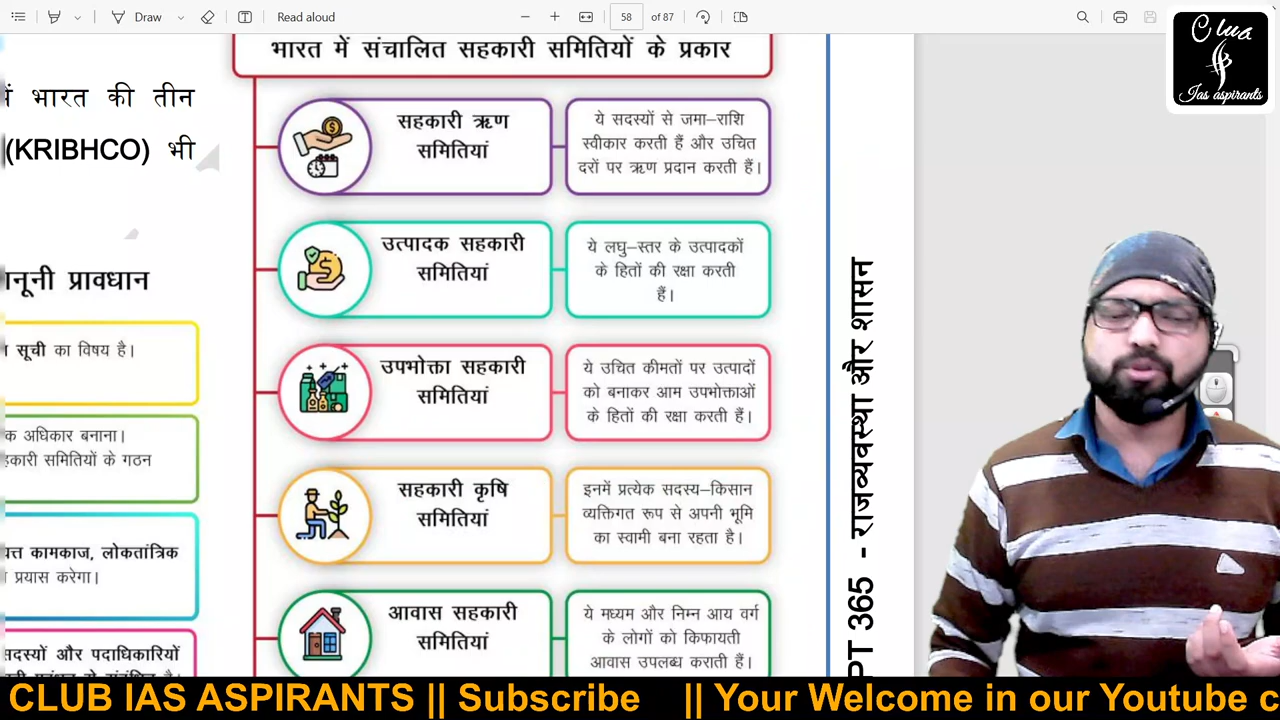 Draw
Read aloud
58
of 87
Clua
Ias aspirants
भारत में संचालित सहकारी समितियों के प्रकार
में भारत की तीन
(KRIBHCO) भी
सहकारी ऋण
समितियां
ये सदस्यों से जमा–राशि
स्वीकार करती हैं और उचित
दरों पर ऋण प्रदान करती हैं।
उत्पादक सहकारी
समितियां
ये लघु–स्तर के उत्पादकों
के हितों की रक्षा करती
हैं।
नूनी प्रावधान
सूची का विषय है।
उपभोक्ता सहकारी
समितियां
ये उचित कीमतों पर उत्पादों
को बनाकर आम उपभोक्ताओं
के हितों की रक्षा करती हैं।
क अधिकार बनाना।
हकारी समितियों के गठन
सहकारी कृषि
समितियां
इनमें प्रत्येक सदस्य–किसान
व्यक्तिगत रूप से अपनी भूमि
का स्वामी बना रहता है।
यत्त कामकाज, लोकतांत्रिक
प्रयास करेगा।
आवास सहकारी
समितियां
ये मध्यम और निम्न आय वर्ग
के लोगों को किफायती
आवास उपलब्ध कराती हैं।
सदस्यों और पदाधिकारियों
PT 365 - राजव्यवस्था और शासन
CLUB IAS ASPIRANTS || Subscribe || Your Welcome in our Youtube c